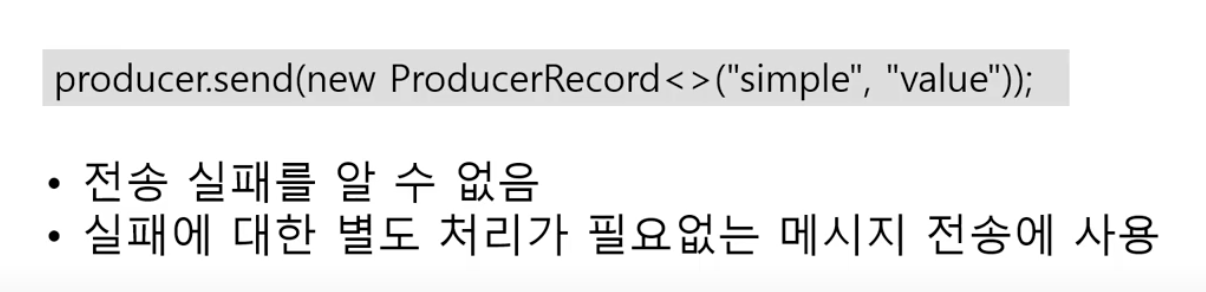 producer.send(new ProducerRecord<>("simple", "value"));
• 전송 실패를 알 수 없음
• 실패에 대한 별도 처리가 필요없는 메시지 전송에 사용